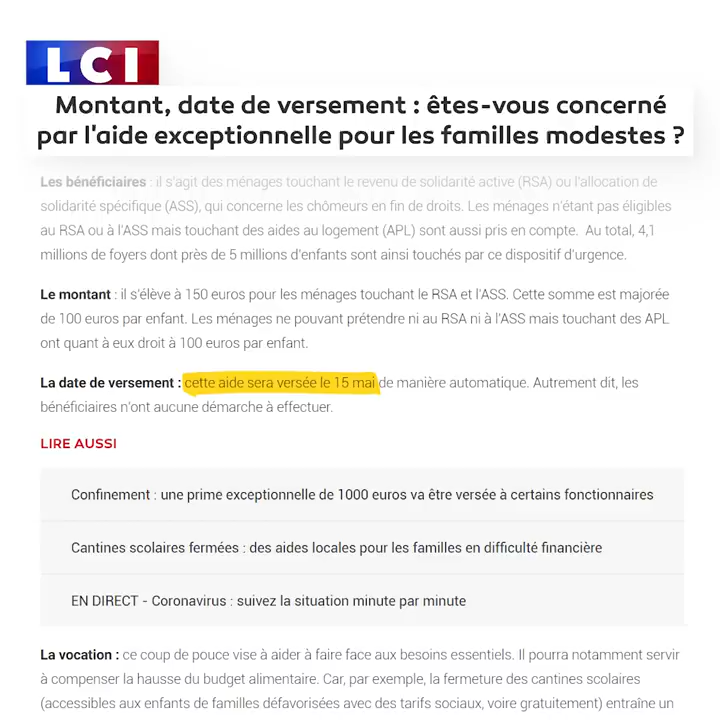 LCI
Montant, date de versement : êtes-vous concerné
par l'aide exceptionnelle pour les familles modestes ?
Les bénéficiaires : il s'agit des ménages touchant le revenu de solidarité active (RSA) ou l'allocation de
solidarité spécifique (ASS), qui concerne les chômeurs en fin de droits. Les ménages n'étant pas éligibles
au RSA ou à l'ASS mais touchant des aides au logement (APL) sont aussi pris en compte. Au total, 4,1
millions de foyers dont près de 5 millions d'enfants sont ainsi touchés par ce dispositif d'urgence.
Le montant : il s'élève à 150 euros pour les ménages touchant le RSA et l'ASS. Cette somme est majorée
de 100 euros par enfant. Les ménages ne pouvant prétendre ni au RSA ni à l'ASS mais touchant des APL
ont quant à eux droit à 100 euros par enfant.
La date de versement : cette aide sera versée le 15 mai de manière automatique. Autrement dit, les
bénéficiaires n'ont aucune démarche à effectuer.
LIRE AUSSI
Confinement : une prime exceptionnelle de 1000 euros va être versée à certains fonctionnaires
Cantines scolaires fermées : des aides locales pour les familles en difficulté financière
EN DIRECT - Coronavirus : suivez la situation minute par minute
La vocation : ce coup de pouce vise à aider à faire face aux besoins essentiels. Il pourra notamment servir
à compenser la hausse du budget alimentaire. Car, par exemple, la fermeture des cantines scolaires
(accessibles aux enfants de familles défavorisées avec des tarifs sociaux, voire gratuitement) entraîne un